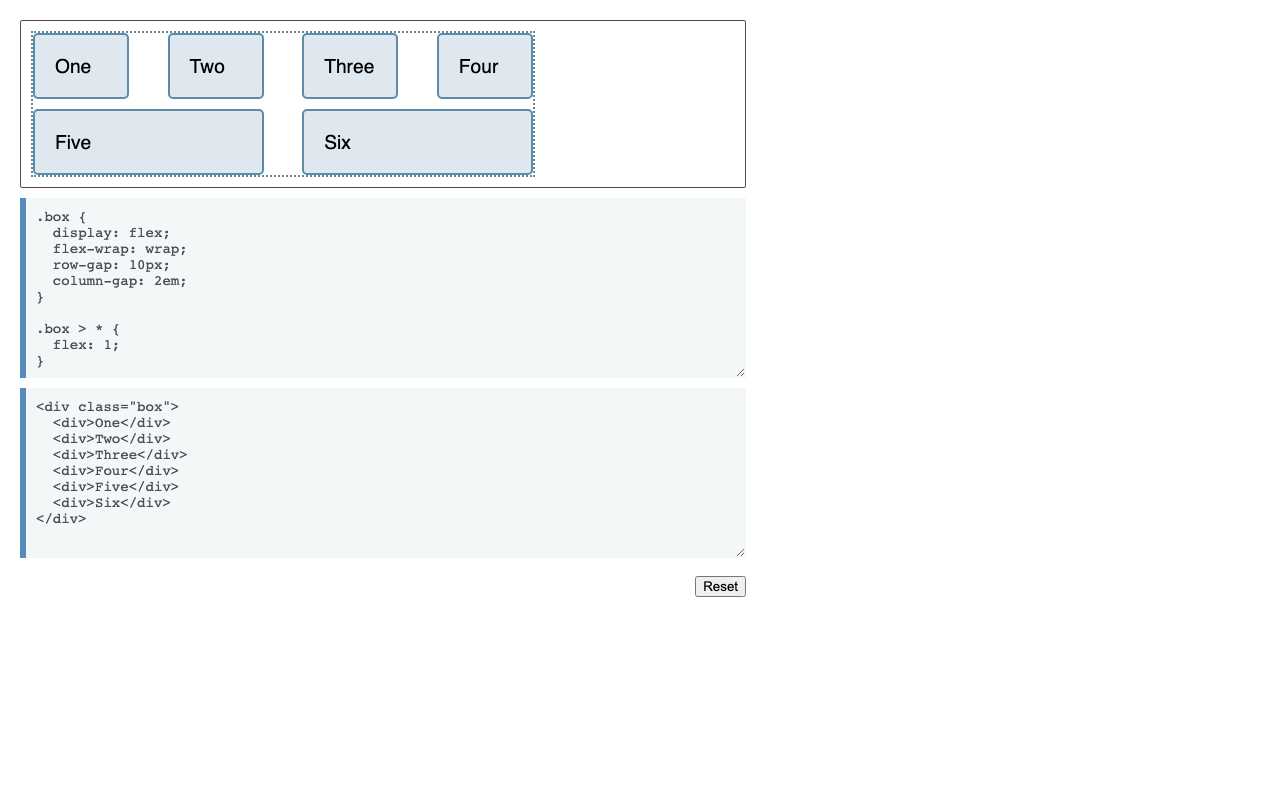 One Two Three Four
Five Six
.box {
  display: flex;
  flex-wrap: wrap;
  row-gap: 10px;
  column-gap: 2em;
}

.box > * {
  flex: 1;
}
<div class="box">
  <div>One</div>
  <div>Two</div>
  <div>Three</div>
  <div>Four</div>
  <div>Five</div>
  <div>Six</div>
</div>
Reset